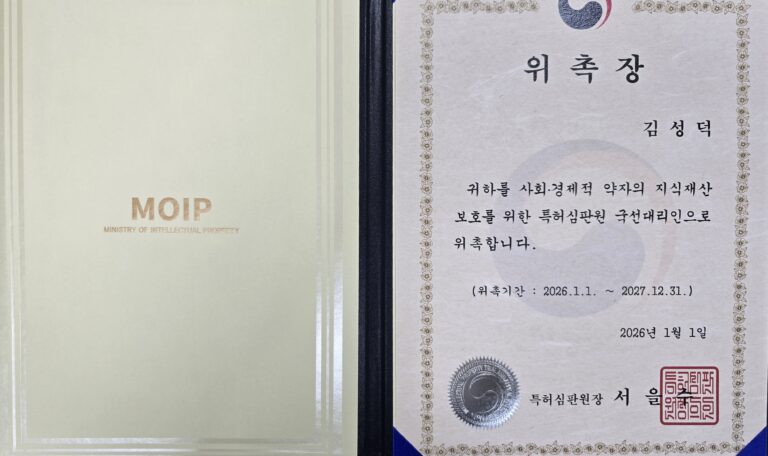 MOIP
MINISTRY OF INTELLECTUAL PROPERTY
위 촉 장
김 성 덕
귀하를 사회·경제적 약자의 지식재산
보호를 위한 특허심판원 국선대리인으로
위촉합니다.
(위촉기간 : 2026.1.1. ~ 2027.12.31.)
2026년 1월 1일
특허심판원장 서 을 수